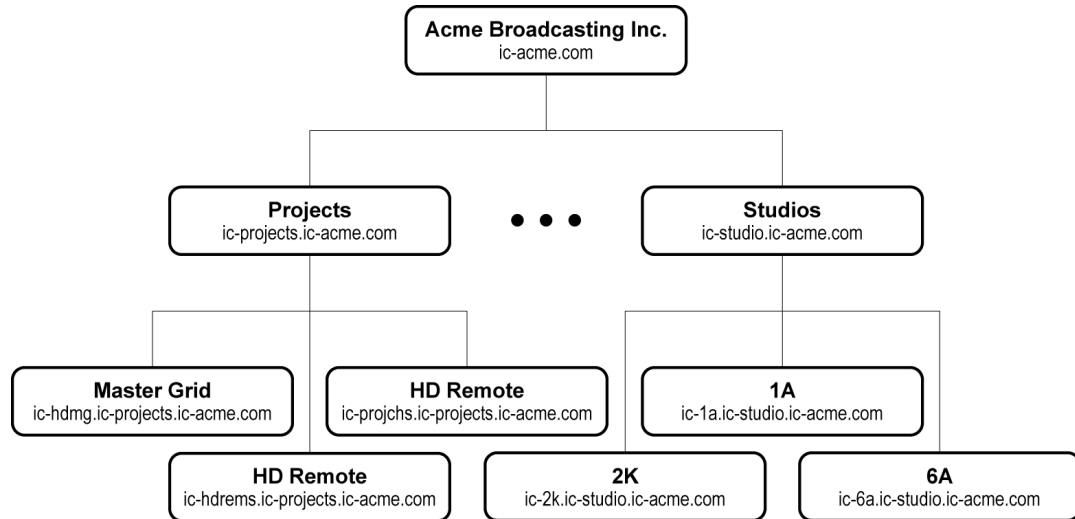 Acme Broadcasting Inc.
ic-acme.com
Projects
ic-projects.ic-acme.com
Studios
ic-studio.ic-acme.com
Master Grid
ic-hdmg.ic-projects.ic-acme.com
HD Remote
ic-projchs.ic-projects.ic-acme.com
1A
ic-1a.ic-studio.ic-acme.com
HD Remote
ic-hdrems.ic-projects.ic-acme.com
2K
ic-2k.ic-studio.ic-acme.com
6A
ic-6a.ic-studio.ic-acme.com